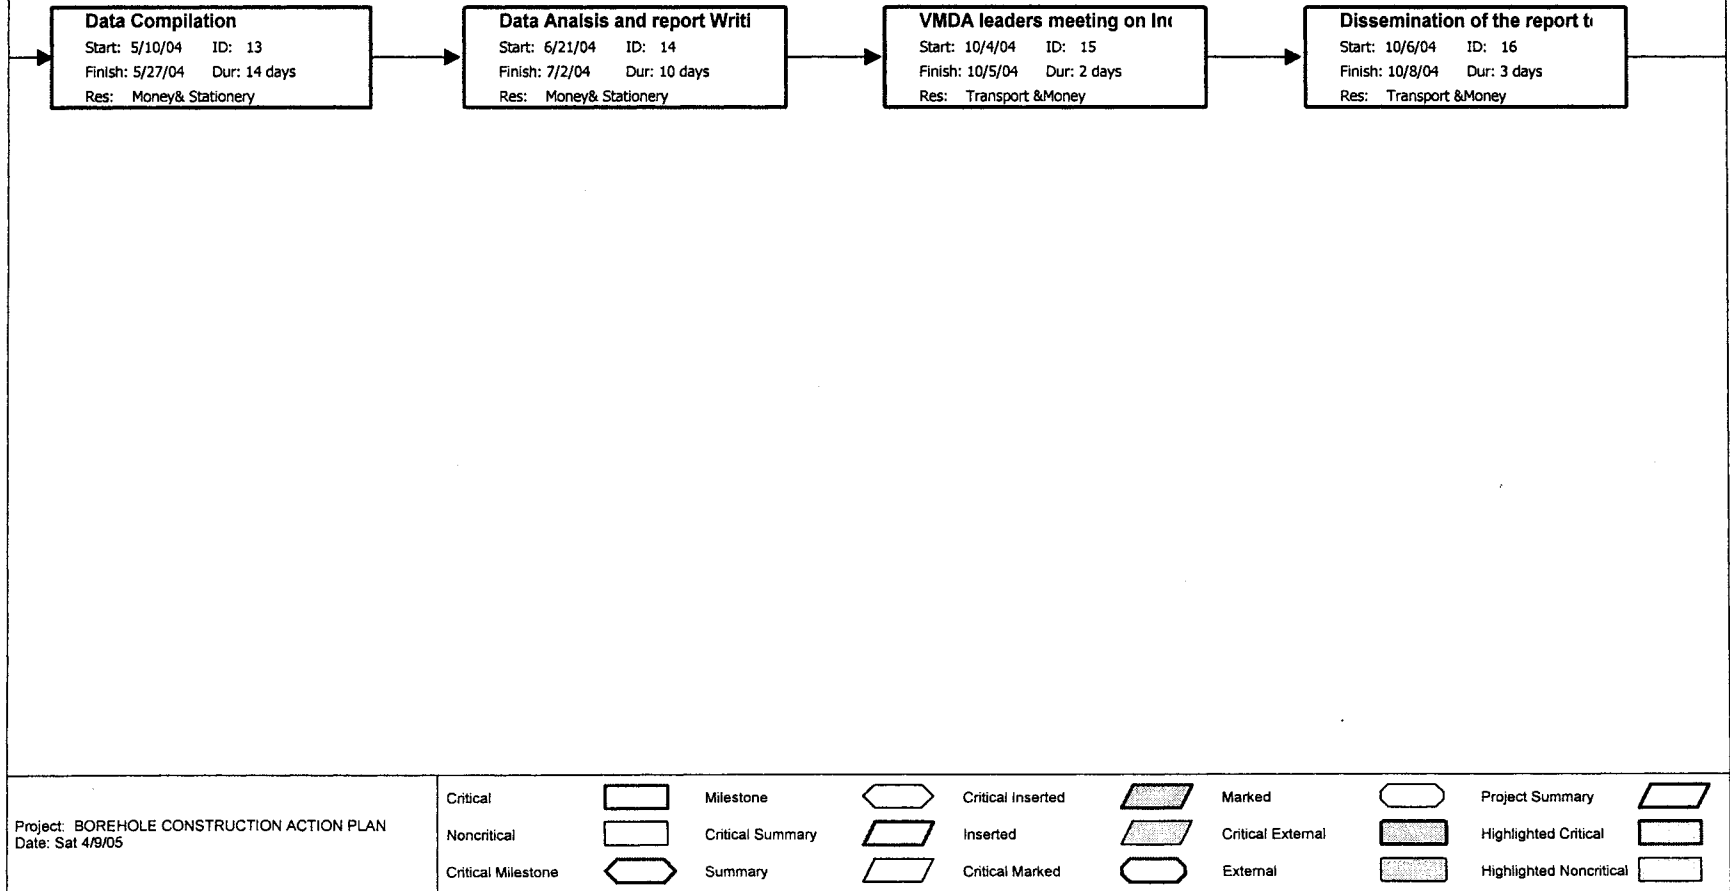 Data Compilation
Start: 5/10/04 ID: 13
Finish: 5/27/04 Dur: 14 days
Res: Money& Stationery
Data Analsis and report Writi
Start: 6/21/04 ID: 14
Finish: 7/2/04 Dur: 10 days
Res: Money& Stationery
VMDA leaders meeting on Inc
Start: 10/4/04 ID: 15
Finish: 10/5/04 Dur: 2 days
Res: Transport &Money
Dissemination of the report to
Start: 10/6/04 ID: 16
Finish: 10/8/04 Dur: 3 days
Res: Transport &Money
Project: BOREHOLE CONSTRUCTION ACTION PLAN
Date: Sat 4/9/05
Critical Milestone Critical Inserted Marked Project Summary
Noncritical Critical Summary Inserted Critical External Highlighted Critical
Critical Milestone Summary Critical Marked External Highlighted Noncritical